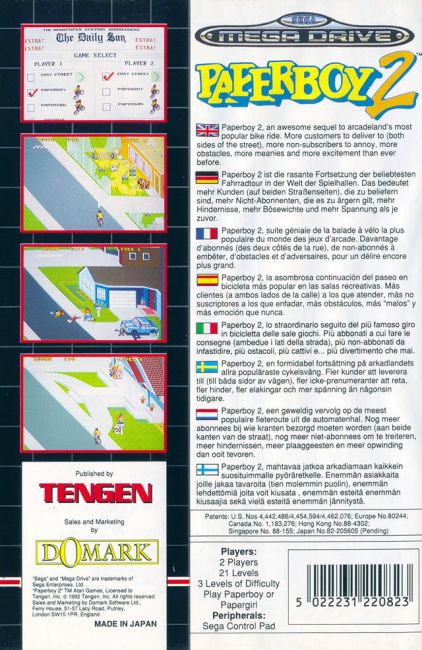 THE NEWSPAPER SERVING NORMALBURG
EXTRA!
EXTRA!
The Daily Sun
EXTRA!
EXTRA!
GAME SELECT
PLAYER 1
PLAYER 2
EASY STREET
EASY STREET
PAPERBOY
PAPERBOY
PAPERGIRL
PAPERGIRL
SEGA
MEGA DRIVE
PAPERBOY 2
TM
Paperboy 2, an awesome sequel to arcadeland's most
popular bike ride. More customers to deliver to (both
sides of the street), more non-subscribers to annoy, more
obstacles, more meanies and more excitement than ever
before.
Paperboy 2 ist die rasante Fortsetzung der beliebtesten
Fahrradtour in der Welt der Spielhallen. Das bedeutet
mehr Kunden (auf beiden Straßenseiten), die zu beliefern
sind, mehr Nicht-Abonnenten, die es zu ärgern gilt, mehr
Hindernisse, mehr Bösewichte und mehr Spannung als je
zuvor.
Paperboy 2, suite géniale de la balade à vélo la plus
populaire du monde des jeux d'arcade. Davantage
d'abonnés (des deux côtés de la rue), de non-abonnés à
embêter, d'obstacles et d'adversaires, pour un délire encore
plus grand.
Paperboy 2, la asombrosa continuación del paseo en
bicicleta más popular en las salas recreativas. Más
clientes (a ambos lados de la calle) a los que atender, más no
suscriptores a los que enfadar, más obstáculos, más "malos" y
más emoción que nunca.
Paperboy 2, lo straordinario seguito del più famoso giro
in bicicletta delle sale giochi. Più abbonati a cui fare le
consegne (ambedue i lati della strada), più non-abbonati da
infastidire, più ostacoli, più cattivi e... più divertimento che mai.
Paperboy 2, en formidabel fortsättning på arkadlandets
allra populäraste cykelsväng. Fler kunder att leverera
till (till båda sidor av vägen), fler icke-prenumeranter att reta,
fler hinder, fler elakingar och mer spänning än någonsin
tidigare.
Paperboy 2, een geweldig vervolg op de meest
populaire fietsroute uit de automatenhal. Nog meer
abonnees bij wie kranten bezorgd moeten worden (aan beide
kanten van de straat), nog meer niet-abonnees om te treiteren,
meer hindernissen, meer plaaggeesten en meer opwinding
dan ooit tevoren.
Paperboy 2, mahtavaa jatkoa arkadiamaan kaikkein
suosituimmalle pyöräretkelle. Enemmän asiakkaita
joille jakaa tavaroita (tien molemmin puolin), enemmän
lehdettömiä joita voit kiusata , enemmän esteitä enemmän
kiusaajia sekä vielä esteitä enemmän jännitystä.
Patents: U.S. Nos 4,442,486/4,454,594/4,462,076; Europe No.80244;
Canada No. 1,183,276; Hong Kong No.88-4302;
Singapore No. 88-155; Japan No.82-205605 (Pending)
Published by
TENGEN
Sales and Marketing
by
DOMARK
"Sega" and "Mega Drive" are trademarks of
Sega Enterprises, Ltd.
"Paperboy 2" TM Atari Games, Licensed to
Tengen, Inc. © 1992 Tengen, Inc. All rights reserved.
Sales and Marketing by Domark Software Ltd.,
Ferry House, 51-57 Lacy Road, Putney,
London SW15 1PR, England.
MADE IN JAPAN
Players:
2 Players
21 Levels
3 Levels of Difficulty
Play Paperboy or
Papergirl
Peripherals:
Sega Control Pad
5 022231 220823